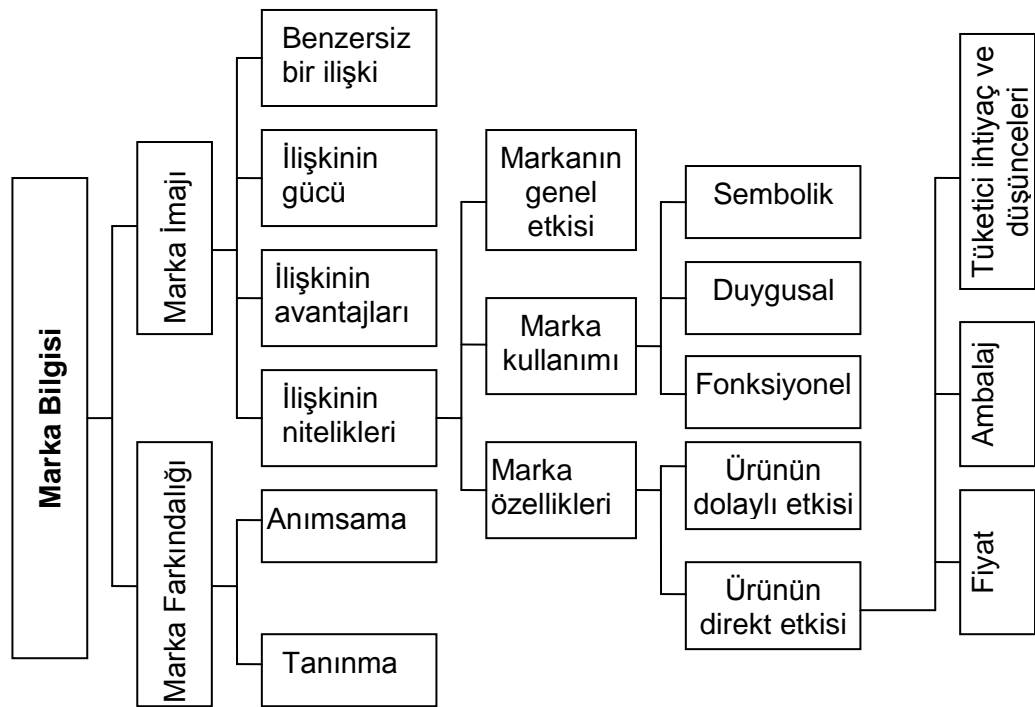 Marka Bilgisi
Marka İmajı
Marka Farkındalığı
Benzersiz
bir ilişki
İlişkinin
gücü
İlişkinin
avantajları
İlişkinin
nitelikleri
Anımsama
Tanınma
Markanın
genel
etkisi
Marka
kullanımı
Marka
özellikleri
Sembolik
Duygusal
Fonksiyonel
Ürünün
dolaylı etkisi
Ürünün
direkt etkisi
Tüketici ihtiyaç ve
düşünceleri
Ambalaj
Fiyat